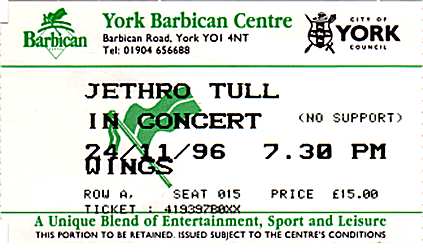 York Barbican Centre
Barbican Road, York YO1 4NT
Tel: 01904 656688
Barbican
CITY OF
YORK
COUNCIL
JETHRO TULL
IN CONCERT (NO SUPPORT)
24/11/96 7.30 PM
WINGS
ROW A, SEAT 015 PRICE £15.00
TICKET : 41939780XX
A Unique Blend of Entertainment, Sport and Leisure
THIS PORTION TO BE RETAINED. ISSUED SUBJECT TO THE CENTRE'S CONDITIONS